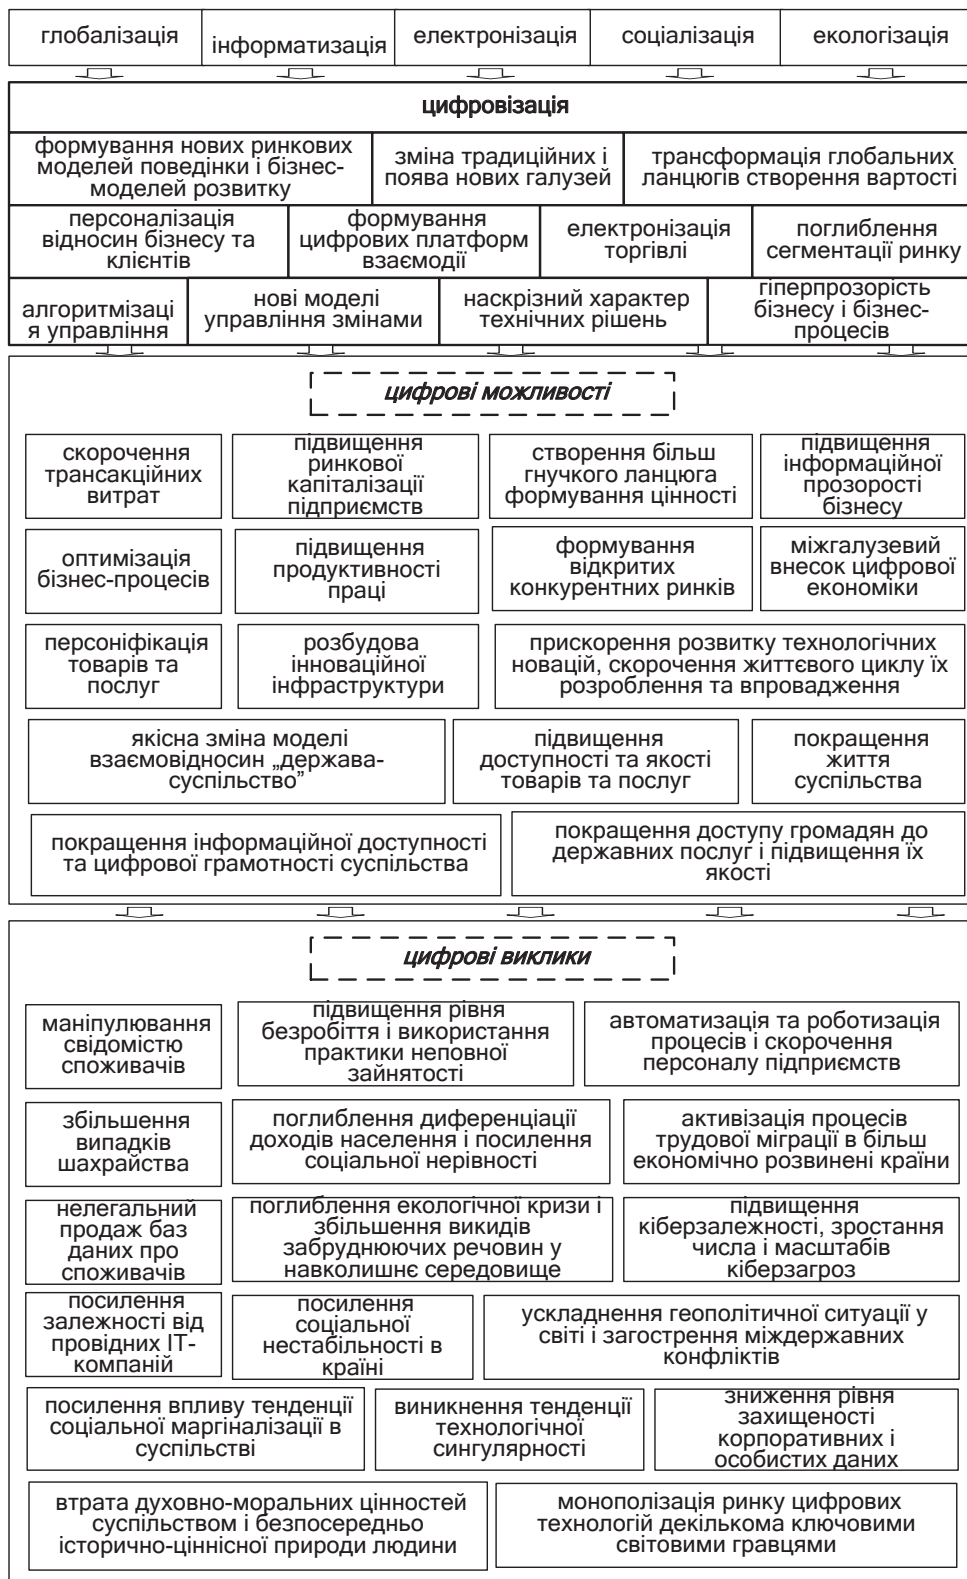 глобалізація
інформатизація
електронізація
соціалізація
екологізація
цифровізація
формування нових ринкових
моделей поведінки і бізнес-
моделей розвитку
зміна традиційних і
поява нових галузей
трансформація глобальних
ланцюгів створення вартості
персоналізація
відносин бізнесу та
клієнтів
формування
цифрових платформ
взаємодії
електронізація
торгівлі
поглиблення
сегментації ринку
алгоритмізаці
я управління
нові моделі
управління змінами
наскрізний характер
технічних рішень
гіперпрозорість
бізнесу і бізнес-
процесів
цифрові можливості
скорочення
трансакційних
витрат
підвищення
ринкової
капіталізації
підприємств
створення більш
гнучкого ланцюга
формування цінності
підвищення
інформаційної
прозорості
бізнесу
оптимізація
бізнес-процесів
підвищення
продуктивності
праці
формування
відкритих
конкурентних ринків
міжгалузевий
внесок цифрової
економіки
персоніфікація
товарів та
послуг
розбудова
інноваційної
інфраструктури
прискорення розвитку технологічних
новацій, скорочення життєвого циклу їх
розроблення та впровадження
якісна зміна моделі
взаємовідносин „держава-
суспільство”
підвищення
доступності та якості
товарів та послуг
покращення
життя
суспільства
покращення інформаційної доступності
та цифрової грамотності суспільства
покращення доступу громадян до
державних послуг і підвищення їх
якості
цифрові виклики
маніпулювання
свідомістю
споживачів
підвищення рівня
безробіття і використання
практики неповної
зайнятості
автоматизація та роботизація
процесів і скорочення
персоналу підприємств
збільшення
випадків
шахрайства
поглиблення диференціації
доходів населення і посилення
соціальної нерівності
активізація процесів
трудової міграції в більш
економічно розвинені країни
нелегальний
продаж баз
даних про
споживачів
поглиблення екологічної кризи і
збільшення викидів
забруднюючих речовин у
навколишнє середовище
підвищення
кіберзалежності, зростання
числа і масштабів
кіберзагроз
посилення
залежності від
провідних ІТ-
компаній
посилення
соціальної
нестабільності в
країні
ускладнення геополітичної ситуації у
світі і загострення міждержавних
конфліктів
посилення впливу тенденції
соціальної маргіналізації в
суспільстві
виникнення тенденції
технологічної
сингулярності
зниження рівня
захищеності
корпоративних і
особистих даних
втрата духовно-моральних цінностей
суспільством і безпосередньо
історично-ціннісної природи людини
монополізація ринку цифрових
технологій декількома ключовими
світовими гравцями